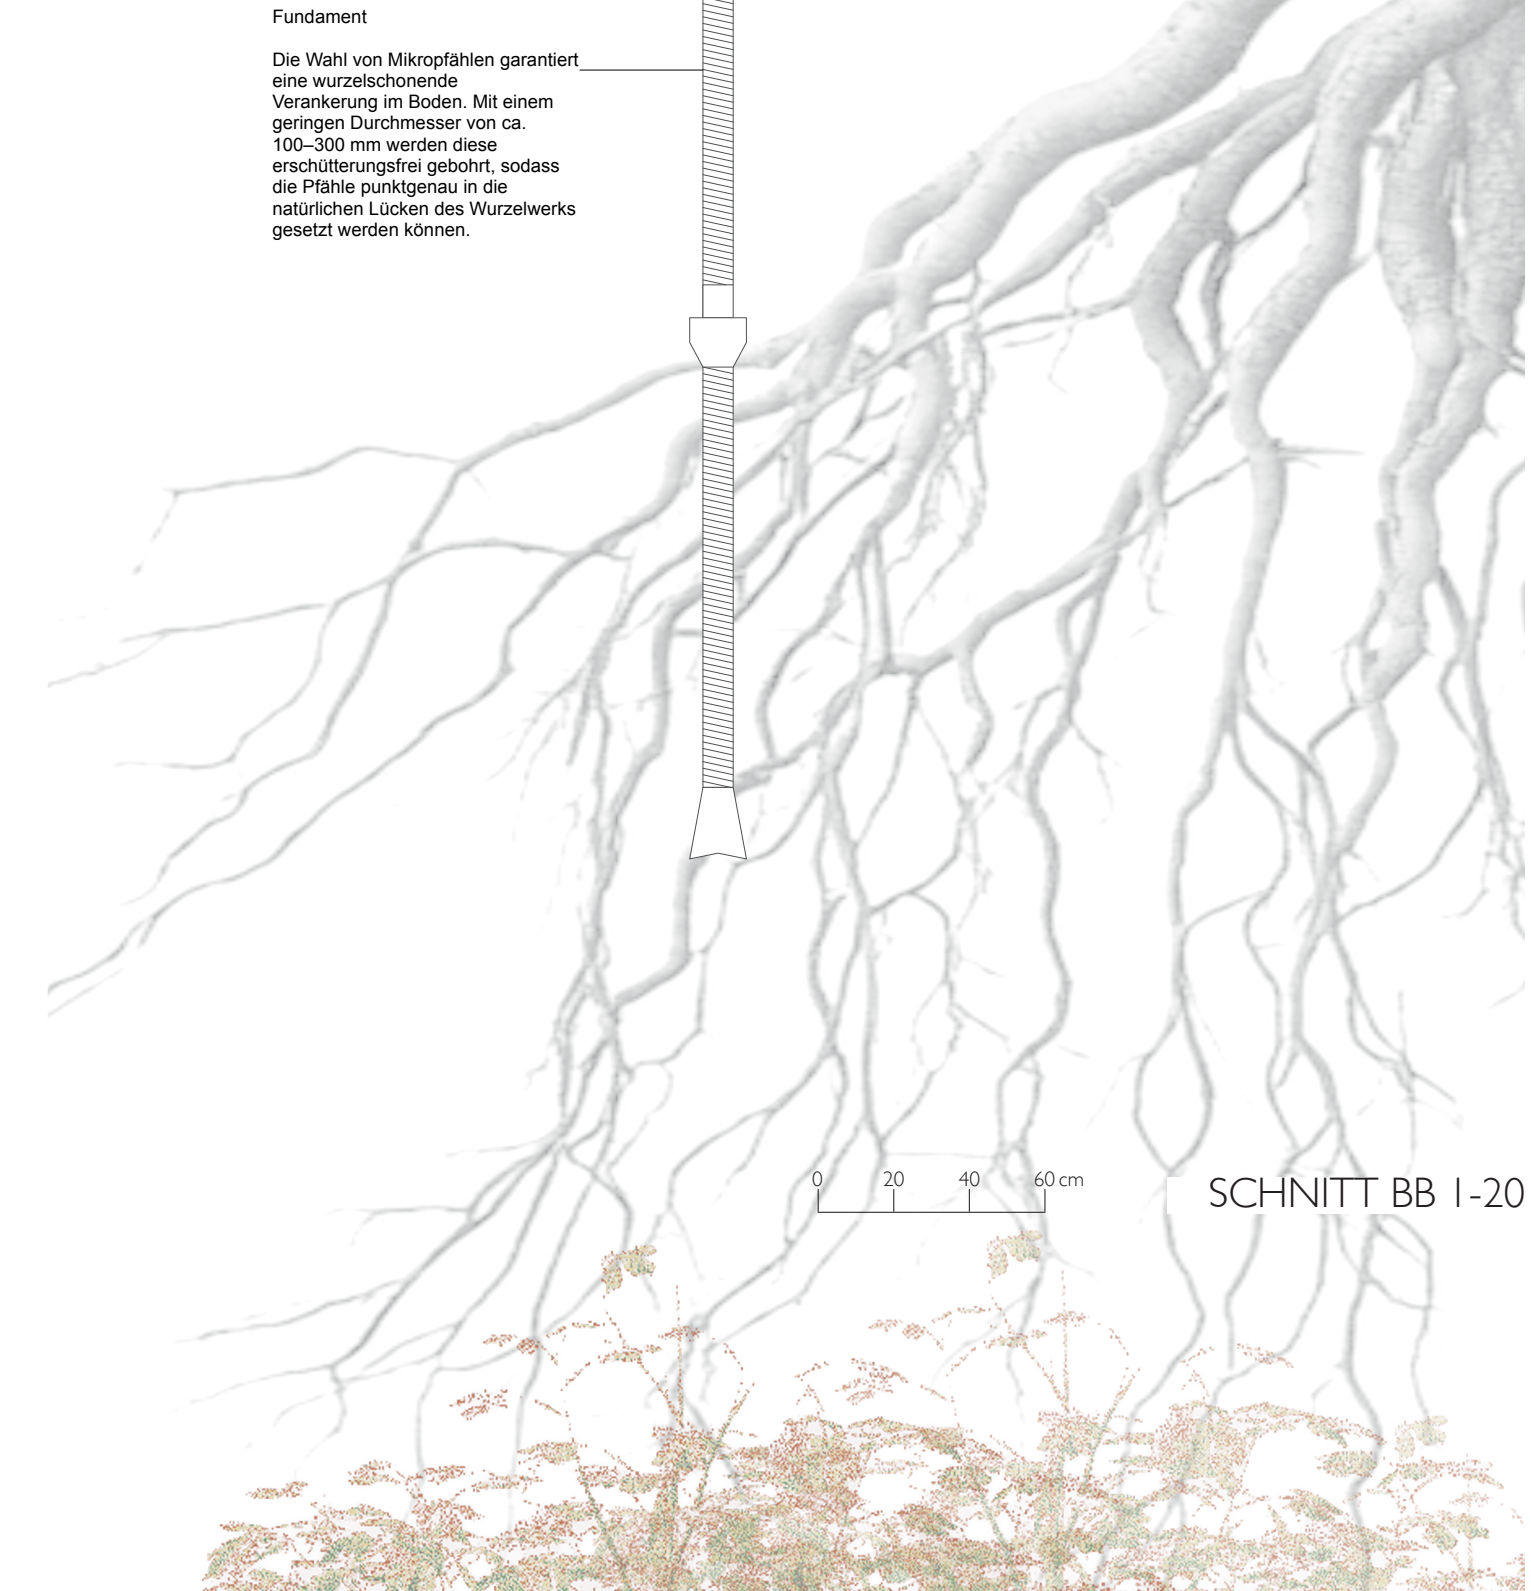 Fundament
Die Wahl von Mikropfählen garantiert
eine wurzelschonende
Verankerung im Boden. Mit einem
geringen Durchmesser von ca.
100–300 mm werden diese
erschütterungsfrei gebohrt, sodass
die Pfähle punktgenau in die
natürlichen Lücken des Wurzelwerks
gesetzt werden können.
0 20 40 60 cm
SCHNITT BB 1-20